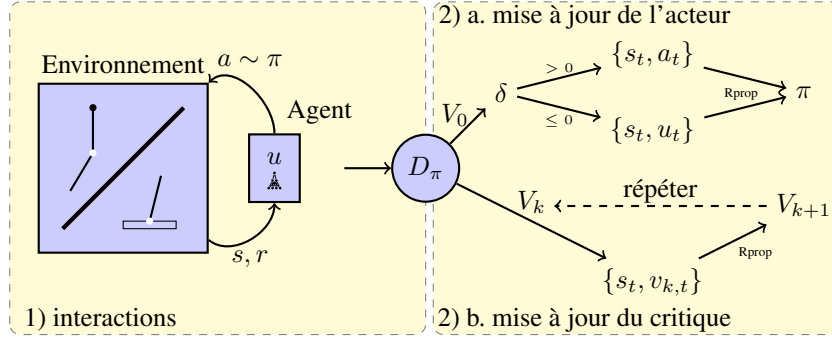 Environnement
a ∼ π
Agent
u
s, r
1) interactions
D_π
2) a. mise à jour de l'acteur
V_0
δ
> 0
≤ 0
{s_t, a_t}
{s_t, u_t}
Rprop
π
V_k
répéter
V_{k+1}
{s_t, v_{k,t}}
Rprop
2) b. mise à jour du critique